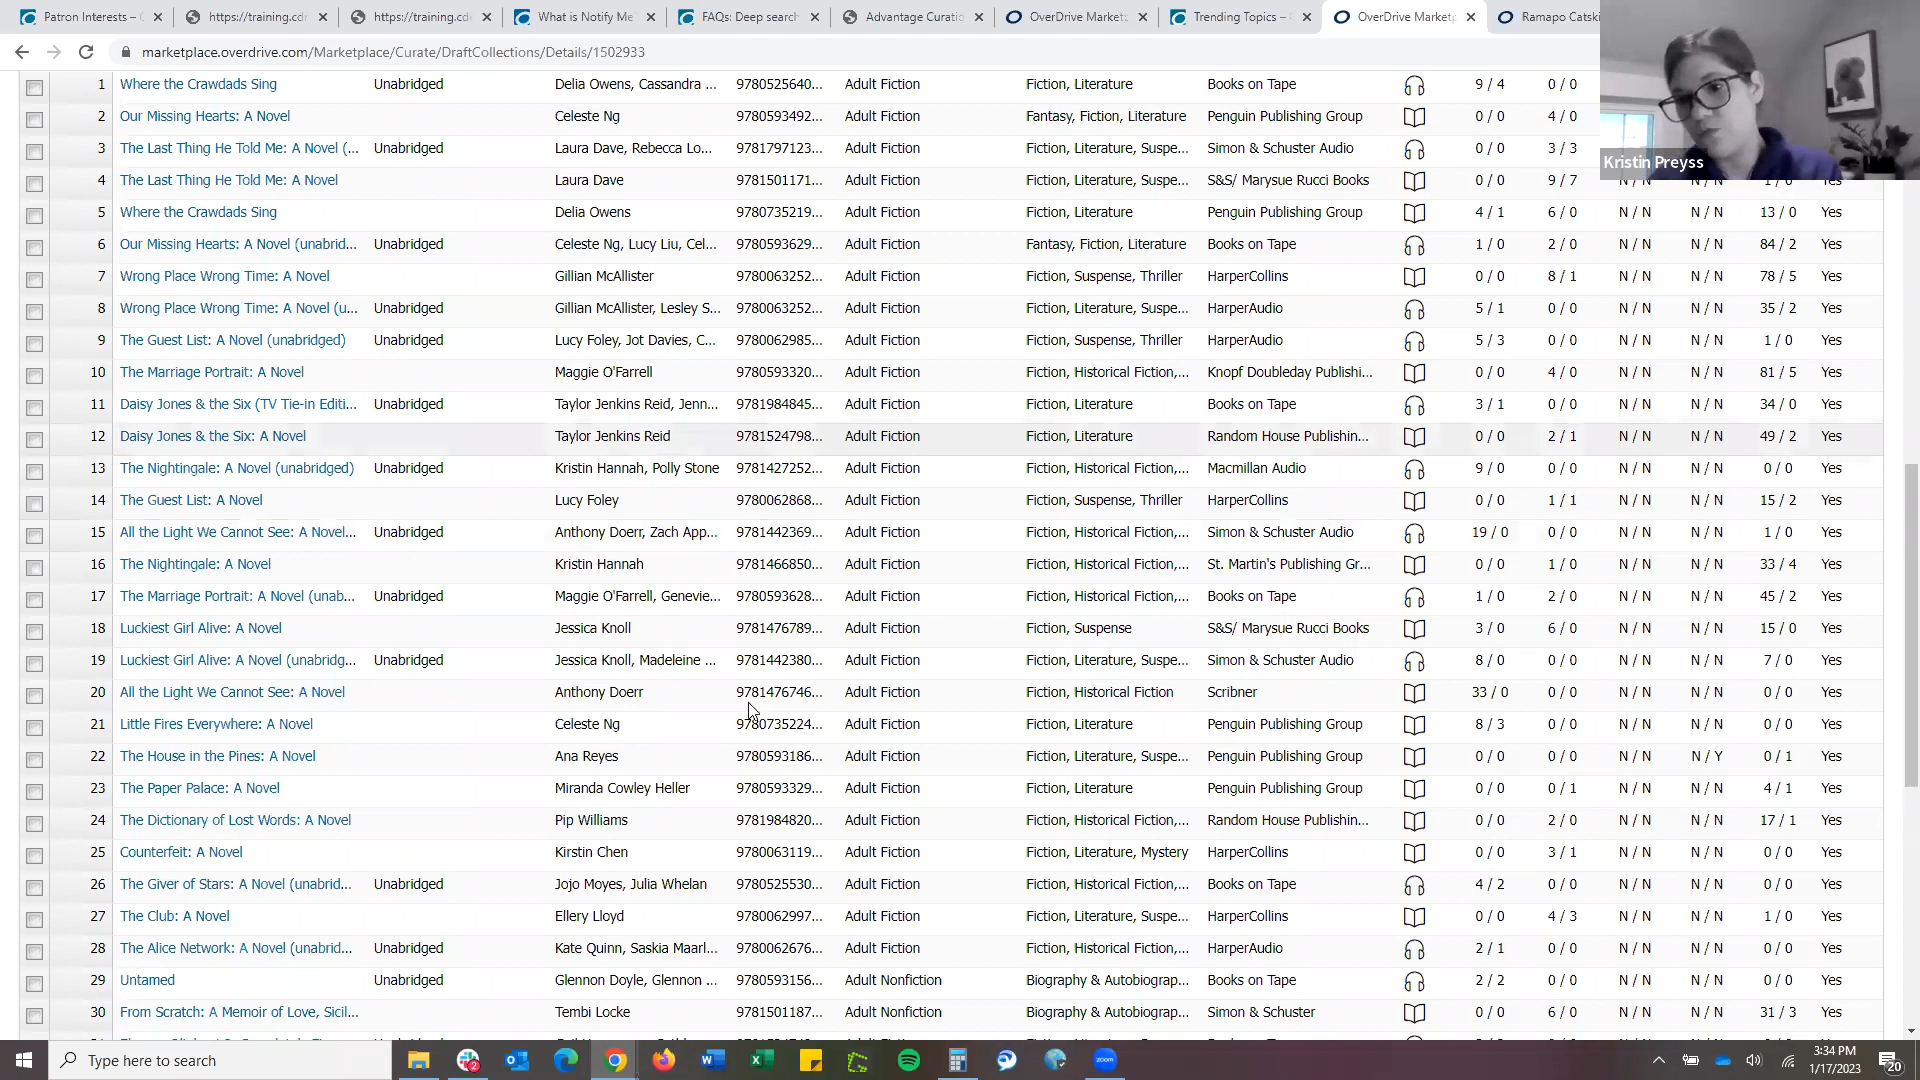 Patron Interests – C
https://training.cdn
https://training.cdn
What is Notify Me
FAQs: Deep search
Advantage Curatio
OverDrive Marketp
Trending Topics –
OverDrive Marketp
Ramapo Catski
marketplace.overdrive.com/Marketplace/Curate/DraftCollections/Details/1502933
Kristin Preyss
1 Where the Crawdads Sing Unabridged Delia Owens, Cassandra ... 9780525640... Adult Fiction Fiction, Literature Books on Tape 9 / 4 0 / 0
2 Our Missing Hearts: A Novel Celeste Ng 9780593492... Adult Fiction Fantasy, Fiction, Literature Penguin Publishing Group 0 / 0 4 / 0
3 The Last Thing He Told Me: A Novel (... Unabridged Laura Dave, Rebecca Lo... 9781797123... Adult Fiction Fiction, Literature, Suspe... Simon & Schuster Audio 0 / 0 3 / 3
4 The Last Thing He Told Me: A Novel Laura Dave 9781501171... Adult Fiction Fiction, Literature, Suspe... S&S/ Marysue Rucci Books 0 / 0 9 / 7 N / N N / N 1 / 0 Yes
5 Where the Crawdads Sing Delia Owens 9780735219... Adult Fiction Fiction, Literature Penguin Publishing Group 4 / 1 6 / 0 N / N N / N 13 / 0 Yes
6 Our Missing Hearts: A Novel (unabrid... Unabridged Celeste Ng, Lucy Liu, Cel... 9780593629... Adult Fiction Fantasy, Fiction, Literature Books on Tape 1 / 0 2 / 0 N / N N / N 84 / 2 Yes
7 Wrong Place Wrong Time: A Novel Gillian McAllister 9780063252... Adult Fiction Fiction, Suspense, Thriller HarperCollins 0 / 0 8 / 1 N / N N / N 78 / 5 Yes
8 Wrong Place Wrong Time: A Novel (u... Unabridged Gillian McAllister, Lesley S... 9780063252... Adult Fiction Fiction, Literature, Suspe... HarperAudio 5 / 1 0 / 0 N / N N / N 35 / 2 Yes
9 The Guest List: A Novel (unabridged) Unabridged Lucy Foley, Jot Davies, C... 9780062985... Adult Fiction Fiction, Suspense, Thriller HarperAudio 5 / 3 0 / 0 N / N N / N 1 / 0 Yes
10 The Marriage Portrait: A Novel Maggie O'Farrell 9780593320... Adult Fiction Fiction, Historical Fiction,... Knopf Doubleday Publishi... 0 / 0 4 / 0 N / N N / N 81 / 5 Yes
11 Daisy Jones & the Six (TV Tie-in Editi... Unabridged Taylor Jenkins Reid, Jenn... 9781984845... Adult Fiction Fiction, Literature Books on Tape 3 / 1 0 / 0 N / N N / N 34 / 0 Yes
12 Daisy Jones & the Six: A Novel Taylor Jenkins Reid 9781524798... Adult Fiction Fiction, Literature Random House Publishin... 0 / 0 2 / 1 N / N N / N 49 / 2 Yes
13 The Nightingale: A Novel (unabridged) Unabridged Kristin Hannah, Polly Stone 9781427252... Adult Fiction Fiction, Historical Fiction,... Macmillan Audio 9 / 0 0 / 0 N / N N / N 0 / 0 Yes
14 The Guest List: A Novel Lucy Foley 9780062868... Adult Fiction Fiction, Suspense, Thriller HarperCollins 0 / 0 1 / 1 N / N N / N 15 / 2 Yes
15 All the Light We Cannot See: A Novel... Unabridged Anthony Doerr, Zach App... 9781442369... Adult Fiction Fiction, Historical Fiction,... Simon & Schuster Audio 19 / 0 0 / 0 N / N N / N 1 / 0 Yes
16 The Nightingale: A Novel Kristin Hannah 9781466850... Adult Fiction Fiction, Historical Fiction,... St. Martin's Publishing Gr... 0 / 0 1 / 0 N / N N / N 33 / 4 Yes
17 The Marriage Portrait: A Novel (unab... Unabridged Maggie O'Farrell, Genevie... 9780593628... Adult Fiction Fiction, Historical Fiction,... Books on Tape 1 / 0 2 / 0 N / N N / N 45 / 2 Yes
18 Luckiest Girl Alive: A Novel Jessica Knoll 9781476789... Adult Fiction Fiction, Suspense S&S/ Marysue Rucci Books 3 / 0 6 / 0 N / N N / N 15 / 0 Yes
19 Luckiest Girl Alive: A Novel (unabridg... Unabridged Jessica Knoll, Madeleine ... 9781442380... Adult Fiction Fiction, Literature, Suspe... Simon & Schuster Audio 8 / 0 0 / 0 N / N N / N 7 / 0 Yes
20 All the Light We Cannot See: A Novel Anthony Doerr 9781476746... Adult Fiction Fiction, Historical Fiction Scribner 33 / 0 0 / 0 N / N N / N 0 / 0 Yes
21 Little Fires Everywhere: A Novel Celeste Ng 9780735224... Adult Fiction Fiction, Literature Penguin Publishing Group 8 / 3 0 / 0 N / N N / N 0 / 0 Yes
22 The House in the Pines: A Novel Ana Reyes 9780593186... Adult Fiction Fiction, Literature, Suspe... Penguin Publishing Group 0 / 0 0 / 0 N / N N / Y 0 / 1 Yes
23 The Paper Palace: A Novel Miranda Cowley Heller 9780593329... Adult Fiction Fiction, Literature Penguin Publishing Group 0 / 0 0 / 1 N / N N / N 4 / 1 Yes
24 The Dictionary of Lost Words: A Novel Pip Williams 9781984820... Adult Fiction Fiction, Historical Fiction,... Random House Publishin... 0 / 0 2 / 0 N / N N / N 17 / 1 Yes
25 Counterfeit: A Novel Kirstin Chen 9780063119... Adult Fiction Fiction, Literature, Mystery HarperCollins 0 / 0 3 / 1 N / N N / N 0 / 0 Yes
26 The Giver of Stars: A Novel (unabrid... Unabridged Jojo Moyes, Julia Whelan 9780525530... Adult Fiction Fiction, Historical Fiction,... Books on Tape 4 / 2 0 / 0 N / N N / N 0 / 0 Yes
27 The Club: A Novel Ellery Lloyd 9780062997... Adult Fiction Fiction, Literature, Suspe... HarperCollins 0 / 0 4 / 3 N / N N / N 1 / 0 Yes
28 The Alice Network: A Novel (unabrid... Unabridged Kate Quinn, Saskia Maarl... 9780062676... Adult Fiction Fiction, Historical Fiction,... HarperAudio 2 / 1 0 / 0 N / N N / N 0 / 0 Yes
29 Untamed Unabridged Glennon Doyle, Glennon ... 9780593156... Adult Nonfiction Biography & Autobiograp... Books on Tape 2 / 2 0 / 0 N / N N / N 0 / 0 Yes
30 From Scratch: A Memoir of Love, Sicil... Tembi Locke 9781501187... Adult Nonfiction Biography & Autobiograp... Simon & Schuster 0 / 0 6 / 0 N / N N / N 31 / 3 Yes
Type here to search
3:34 PM
1/17/2023
20